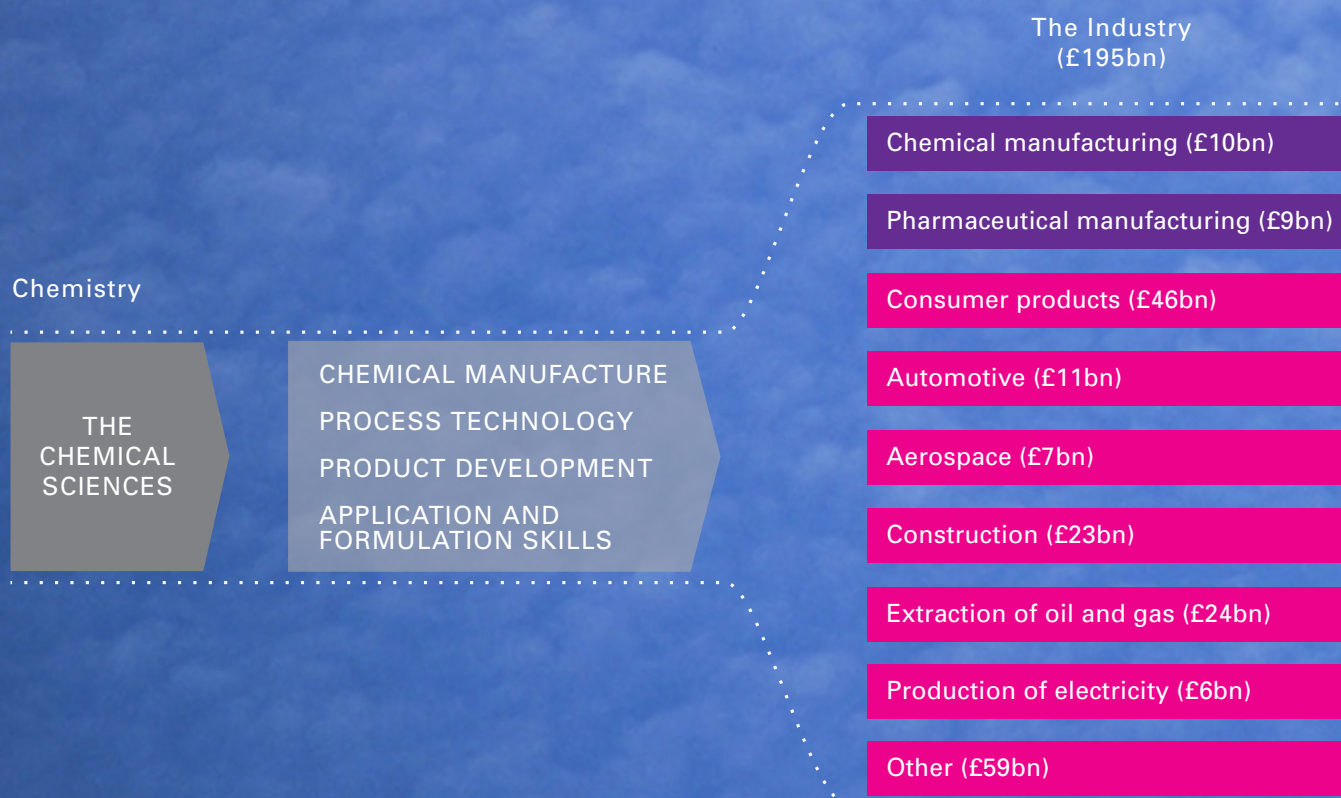 The Industry
(£195bn)
Chemistry
THE
CHEMICAL
SCIENCES
CHEMICAL MANUFACTURE
PROCESS TECHNOLOGY
PRODUCT DEVELOPMENT
APPLICATION AND
FORMULATION SKILLS
Chemical manufacturing (£10bn)
Pharmaceutical manufacturing (£9bn)
Consumer products (£46bn)
Automotive (£11bn)
Aerospace (£7bn)
Construction (£23bn)
Extraction of oil and gas (£24bn)
Production of electricity (£6bn)
Other (£59bn)